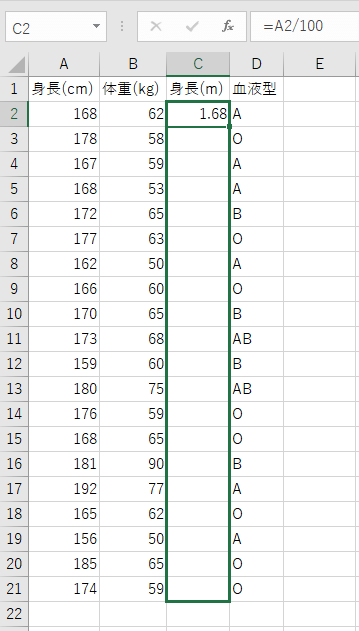 C2 fx =A2/100
A B C D E
1 身長(cm) 体重(kg) 身長(m) 血液型
2 168 62 1.68 A
3 178 58 O
4 167 59 A
5 168 53 A
6 172 65 B
7 177 63 O
8 162 50 A
9 166 60 O
10 170 65 B
11 173 68 AB
12 159 60 B
13 180 75 AB
14 176 59 O
15 168 65 O
16 181 90 B
17 192 77 A
18 165 62 O
19 156 50 A
20 185 65 O
21 174 59 O
22